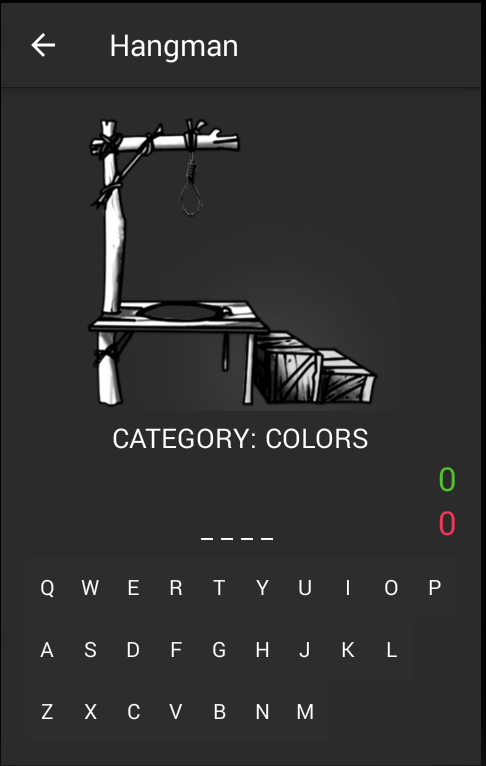 Hangman
CATEGORY: COLORS
0
0
_ _ _ _
Q W E R T Y U I O P
A S D F G H J K L
Z X C V B N M